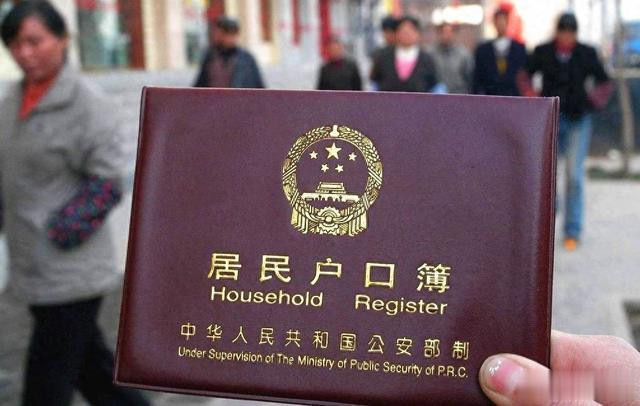 居民户口簿
Household Register
中华人民共和国公安部制
Under Supervision of The Ministry of Public Security of P.R.C.